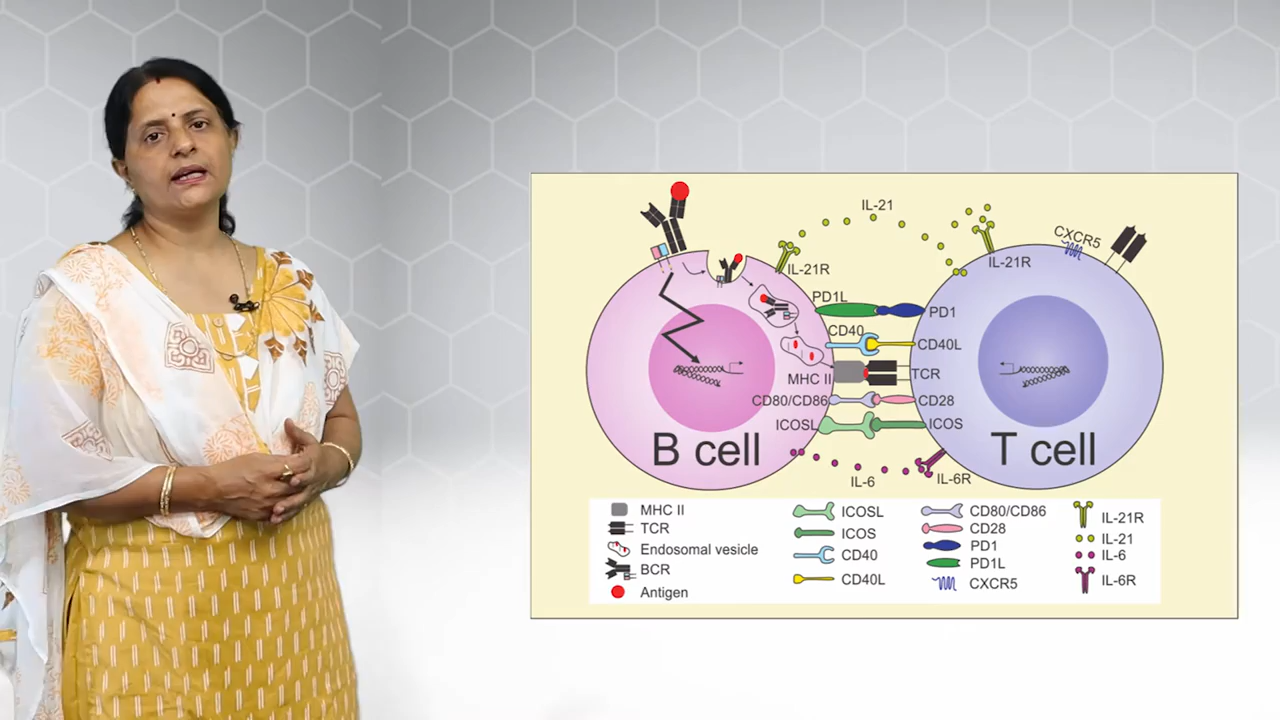 IL-21
CXCR5
IL-21R
IL-21R
PD1L
PD1
CD40
CD40L
MHC II
TCR
CD80/CD86
CD28
ICOSL
ICOS
B cell
T cell
IL-6
IL-6R
MHC II
TCR
Endosomal vesicle
BCR
Antigen
ICOSL
ICOS
CD40
CD40L
CD80/CD86
CD28
PD1
PD1L
CXCR5
IL-21R
IL-21
IL-6
IL-6R